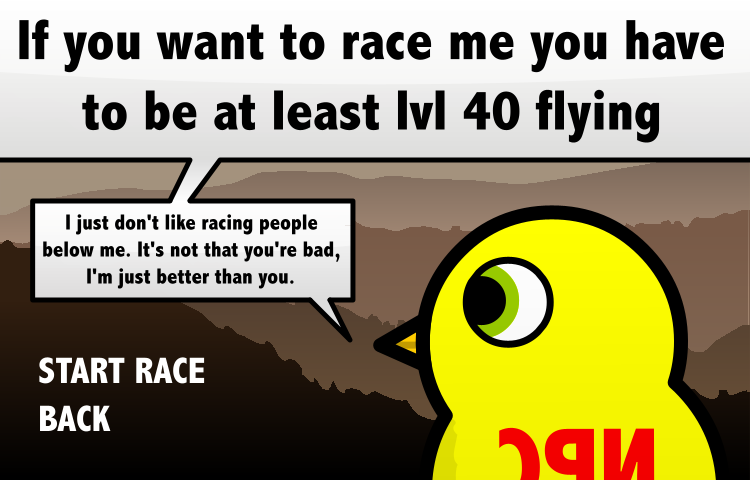 If you want to race me you have
to be at least lvl 40 flying
I just don't like racing people
below me. It's not that you're bad,
I'm just better than you.
START RACE
BACK
NPC